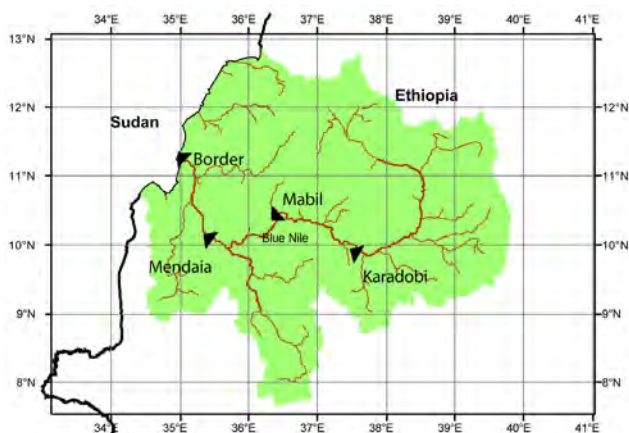 34°E 35°E 36°E 37°E 38°E 39°E 40°E 41°E
13°N 13°N
Ethiopia
12°N 12°N
Sudan
Border
11°N 11°N
Mabil
Blue Nile
10°N 10°N
Mendaia
Karadobi
9°N 9°N
8°N 8°N
34°E 35°E 36°E 37°E 38°E 39°E 40°E 41°E